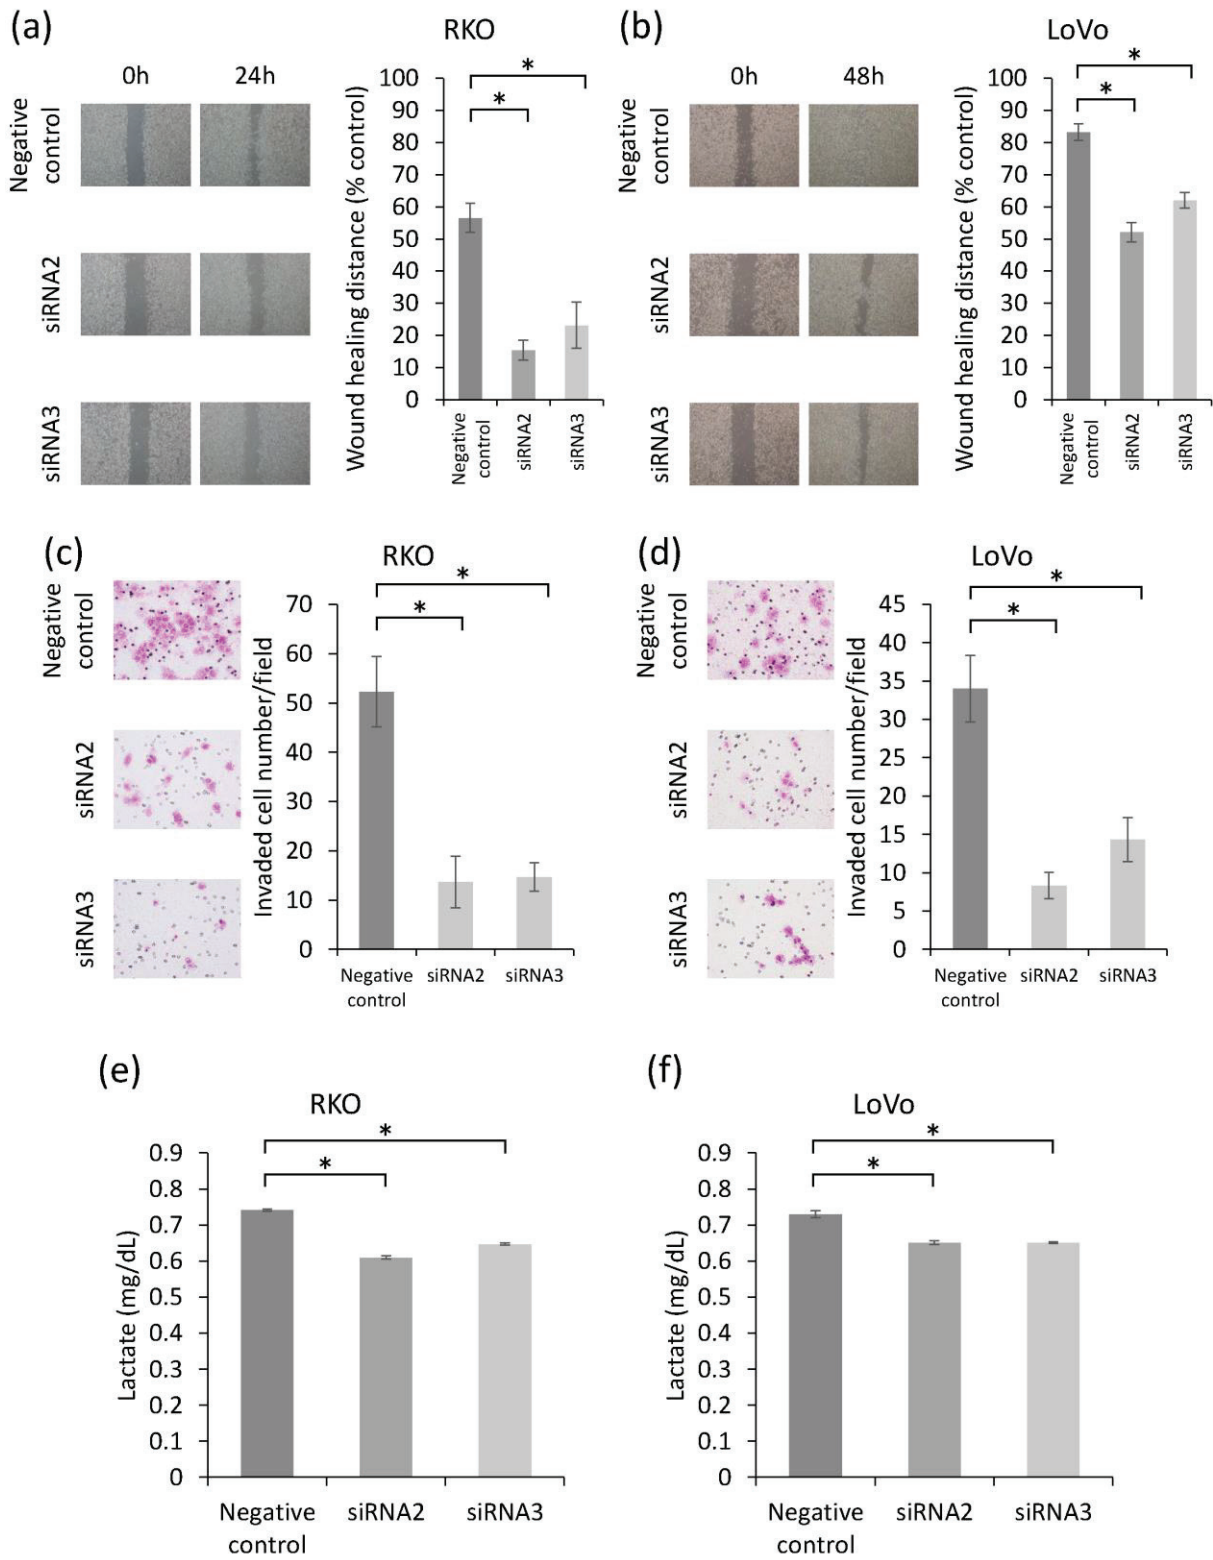 (a)
RKO
0h
24h
Negative
control
siRNA2
siRNA3
Wound healing distance (% control)
100
90
80
70
60
50
40
30
20
10
0
*
*
Negative
control
siRNA2
siRNA3
(b)
LoVo
0h
48h
Negative
control
siRNA2
siRNA3
Wound healing distance (% control)
100
90
80
70
60
50
40
30
20
10
0
*
*
Negative
control
siRNA2
siRNA3
(c)
RKO
Negative
control
siRNA2
siRNA3
Invaded cell number/field
70
60
50
40
30
20
10
0
*
*
Negative
control
siRNA2
siRNA3
(d)
LoVo
Negative
control
siRNA2
siRNA3
Invaded cell number/field
45
40
35
30
25
20
15
10
5
0
*
*
Negative
control
siRNA2
siRNA3
(e)
RKO
Lactate (mg/dL)
0.9
0.8
0.7
0.6
0.5
0.4
0.3
0.2
0.1
0
*
*
Negative
control
siRNA2
siRNA3
(f)
LoVo
Lactate (mg/dL)
0.9
0.8
0.7
0.6
0.5
0.4
0.3
0.2
0.1
0
*
*
Negative
control
siRNA2
siRNA3